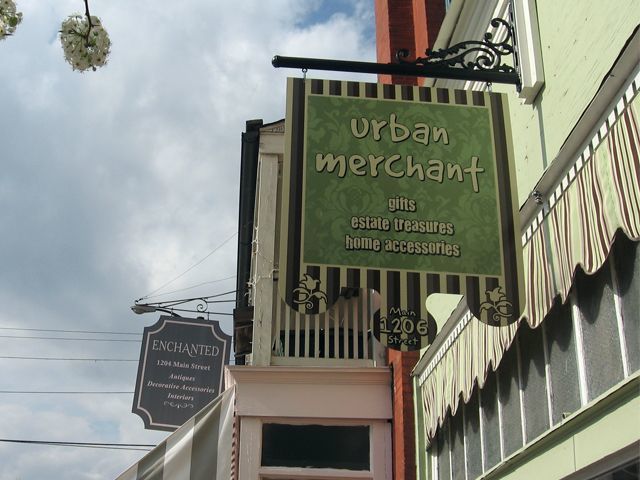 urban
merchant
gifts
estate treasures
home accessories
Main
1206
Street
ENCHANTED
1204 Main Street
Antiques
Decorative Accessories
Interiors